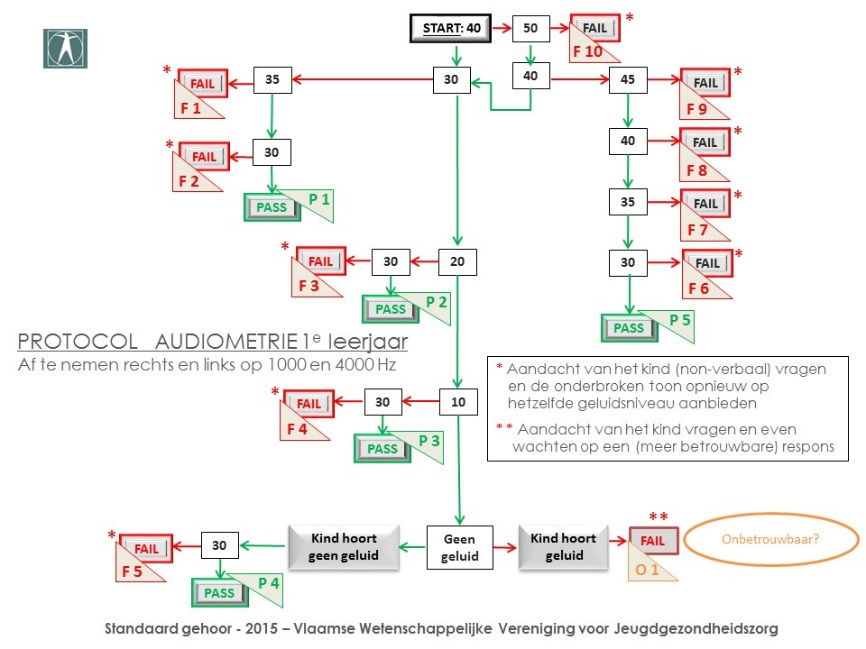 START: 40
50
FAIL *
F 10
* FAIL
F 1
35
30
40
45
FAIL *
F 9
* FAIL
F 2
30
40
FAIL *
F 8
PASS
P 1
35
FAIL *
F 7
* FAIL
F 3
30
20
30
FAIL *
F 6
PASS
P 2
PASS
P 5
PROTOCOL AUDIOMETRIE 1e leerjaar
Af te nemen rechts en links op 1000 en 4000 Hz
* Aandacht van het kind (non-verbaal) vragen
en de onderbroken toon opnieuw op
hetzelfde geluidsniveau aanbieden
** Aandacht van het kind vragen en even
wachten op een (meer betrouwbare) respons
* FAIL
F 4
30
10
PASS
P 3
* FAIL
F 5
30
Kind hoort
geen geluid
Geen
geluid
Kind hoort
geluid
**
FAIL
O 1
Onbetrouwbaar?
PASS
P 4
Standaard gehoor - 2015 – Vlaamse Wetenschappelijke Vereniging voor Jeugdgezondheidszorg